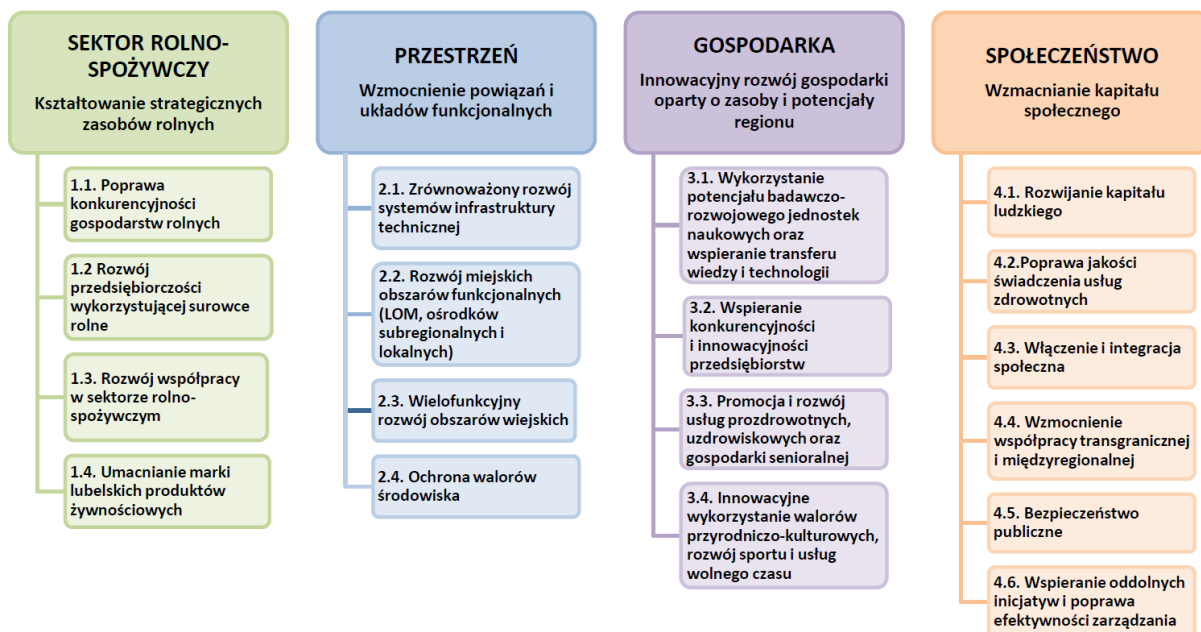 SEKTOR ROLNO-
SPOŻYWCZY
Kształtowanie strategicznych
zasobów rolnych
1.1. Poprawa
konkurencyjności
gospodarstw rolnych
1.2 Rozwój
przedsiębiorczości
wykorzystującej surowce
rolne
1.3. Rozwój współpracy
w sektorze rolno-
spożywczym
1.4. Umacnianie marki
lubelskich produktów
żywnościowych
PRZESTRZEŃ
Wzmocnienie powiązań i
układów funkcjonalnych
2.1. Zrównoważony rozwój
systemów infrastruktury
technicznej
2.2. Rozwój miejskich
obszarów funkcjonalnych
(LOM, ośrodków
subregionalnych i
lokalnych)
2.3. Wielofunkcyjny
rozwój obszarów wiejskich
2.4. Ochrona walorów
środowiska
GOSPODARKA
Innowacyjny rozwój gospodarki
oparty o zasoby i potencjały
regionu
3.1. Wykorzystanie
potencjału badawczo-
rozwojowego jednostek
naukowych oraz
wspieranie transferu
wiedzy i technologii
3.2. Wspieranie
konkurencyjności
i innowacyjności
przedsiębiorstw
3.3. Promocja i rozwój
usług prozdrowotnych,
uzdrowiskowych oraz
gospodarki senioralnej
3.4. Innowacyjne
wykorzystanie walorów
przyrodniczo-kulturowych,
rozwój sportu i usług
wolnego czasu
SPOŁECZEŃSTWO
Wzmacnianie kapitału
społecznego
4.1. Rozwijanie kapitału
ludzkiego
4.2.Poprawa jakości
świadczenia usług
zdrowotnych
4.3. Włączenie i integracja
społeczna
4.4. Wzmocnienie
współpracy transgranicznej
i międzyregionalnej
4.5. Bezpieczeństwo
publiczne
4.6. Wspieranie oddolnych
inicjatyw i poprawa
efektywności zarządzania